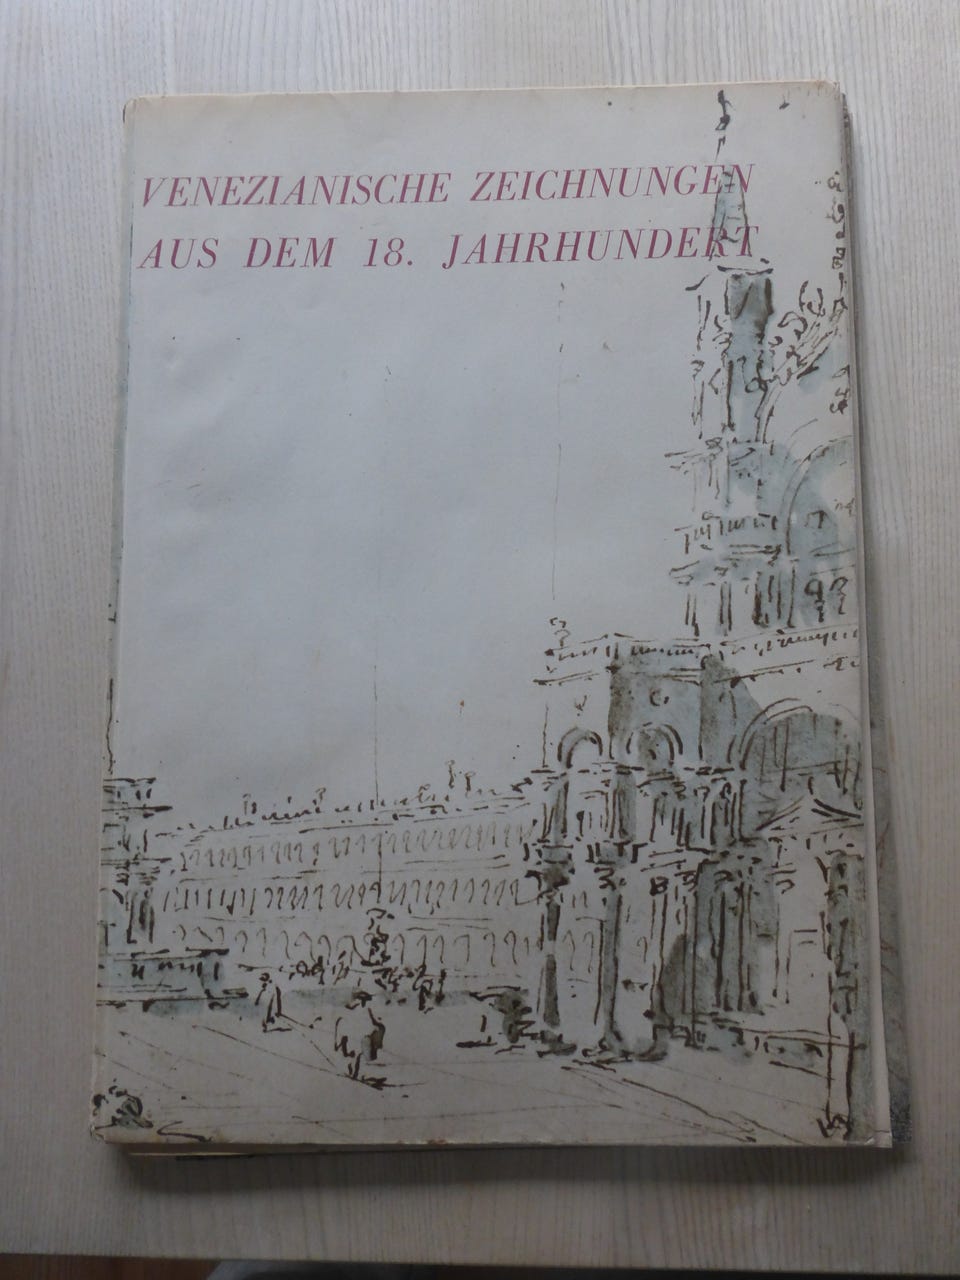 VENEZIANISCHE ZEICHNUNGEN
AUS DEM 18. JAHRHUNDERT